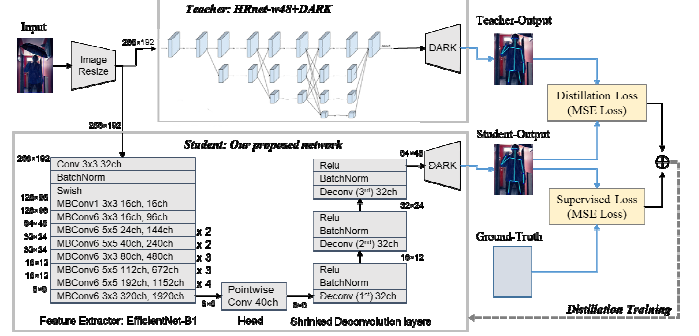 Teacher: HRnet-w48+DARK
Input
256×192
Image
Resize
DARK
Teacher-Output
Distillation Loss
(MSE Loss)
256×192
Student: Our proposed network
Student-Output
Supervised Loss
(MSE Loss)
Ground-Truth
Distillation Training
256×192
Conv 3x3 32ch
BatchNorm
Swish
128×96
MBConv1 3x3 16ch, 16ch
128×96
MBConv6 3x3 16ch, 96ch
64×48
MBConv6 5x5 24ch, 144ch
x 2
32×24
MBConv6 5x5 40ch, 240ch
x 2
32×24
MBConv6 3x3 80ch, 480ch
x 3
16×12
MBConv6 5x5 112ch, 672ch
x 3
16×12
MBConv6 5x5 192ch, 1152ch
x 4
8×6
MBConv6 3x3 320ch, 1920ch
8×6
Feature Extractor: EfficientNet-B1
Pointwise
Conv 40ch
8×6
Head
Relu
BatchNorm
Deconv (3rd) 32ch
64×48
DARK
32×24
Relu
BatchNorm
Deconv (2nd) 32ch
16×12
Relu
BatchNorm
Deconv (1st) 32ch
Shrinked Deconvolution layers